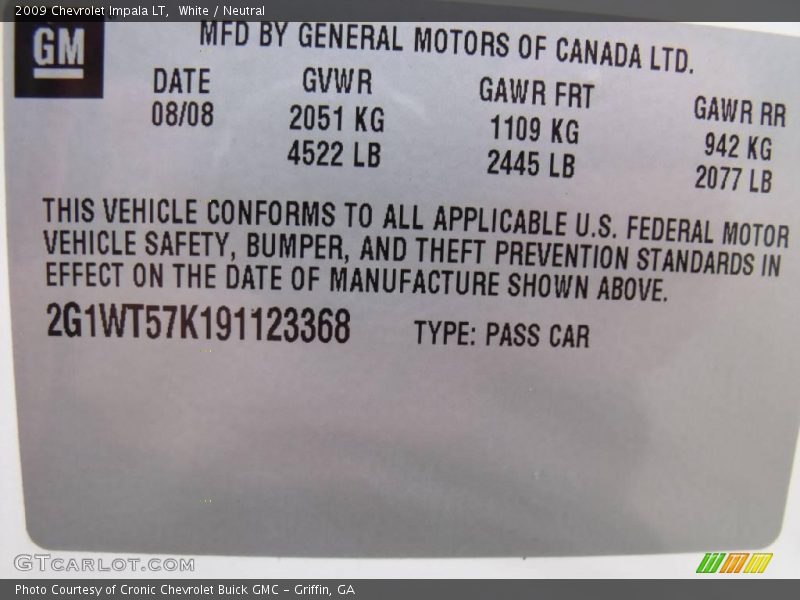 2009 Chevrolet Impala LT,  White / Neutral
GM
MFD BY GENERAL MOTORS OF CANADA LTD.
DATE GVWR GAWR FRT GAWR RR
08/08 2051 KG 1109 KG 942 KG
4522 LB 2445 LB 2077 LB
THIS VEHICLE CONFORMS TO ALL APPLICABLE U.S. FEDERAL MOTOR
VEHICLE SAFETY, BUMPER, AND THEFT PREVENTION STANDARDS IN
EFFECT ON THE DATE OF MANUFACTURE SHOWN ABOVE.
2G1WT57K191123368 TYPE: PASS CAR
GTCARLOT.COM
Photo Courtesy of Cronic Chevrolet Buick GMC – Griffin, GA